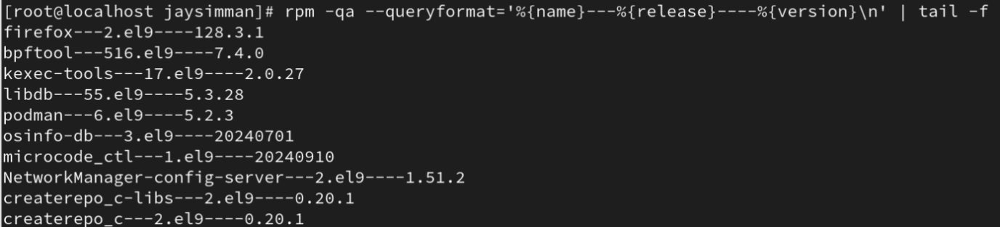 [root@localhost jaysimman]# rpm -qa --queryformat='%{name}---%{release}----%{version}\n' | tail -f
firefox---2.el9----128.3.1
bpftool---516.el9----7.4.0
kexec-tools---17.el9----2.0.27
libdb---55.el9----5.3.28
podman---6.el9----5.2.3
osinfo-db---3.el9----20240701
microcode_ctl---1.el9----20240910
NetworkManager-config-server---2.el9----1.51.2
createrepo_c-libs---2.el9----0.20.1
createrepo_c---2.el9----0.20.1